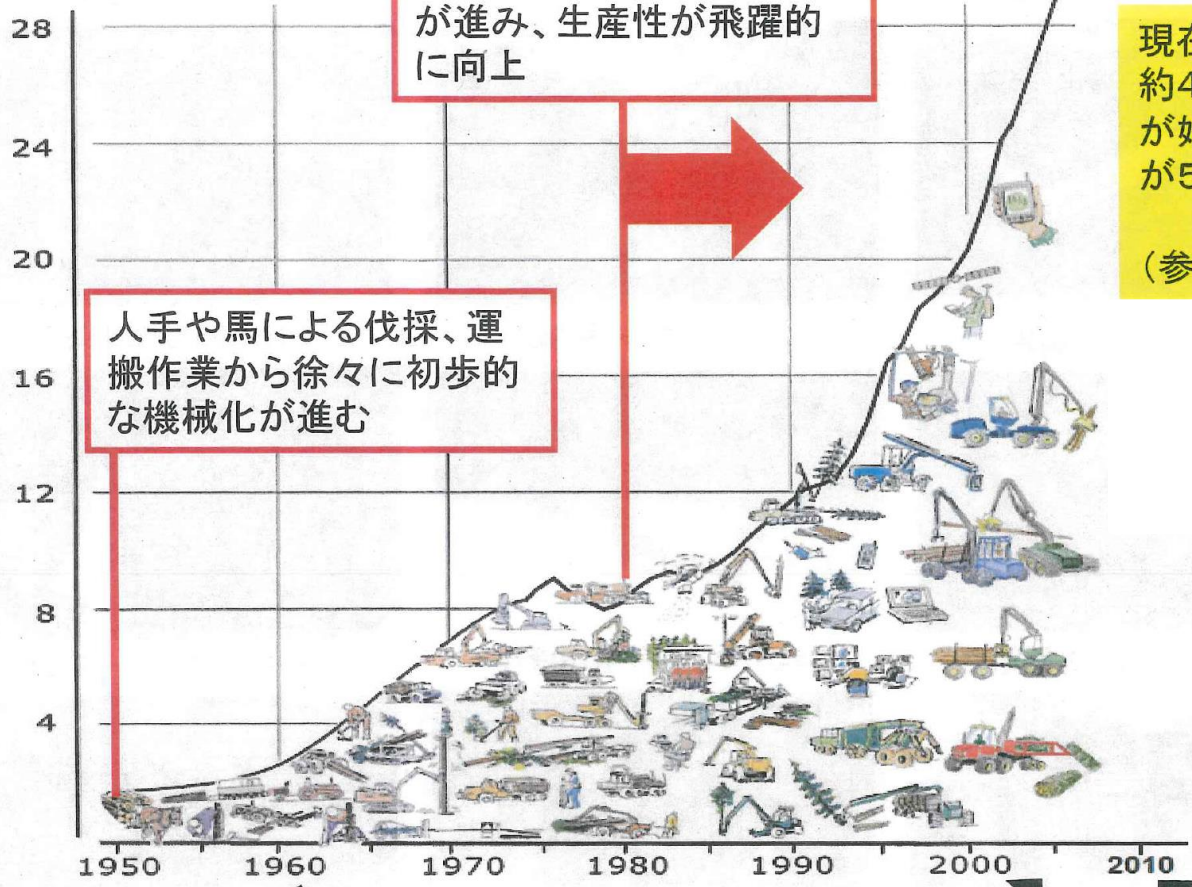 が進み、生産性が飛躍的
に向上
現在
約4
が
が5
(参
人手や馬による伐採、運
搬作業から徐々に初歩的
な機械化が進む
28
24
20
16
12
8
4
1950 1960 1970 1980 1990 2000 2010